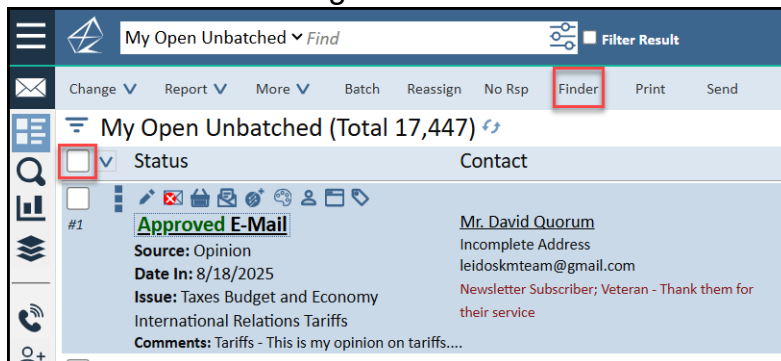 My Open Unbatched Find Filter Result
Change Report More Batch Reassign No Rsp Finder Print Send
My Open Unbatched (Total 17,447)
Status Contact
#1 Approved E-Mail Mr. David Quorum
Source: Opinion Incomplete Address
Date In: 8/18/2025 leidoskmteam@gmail.com
Issue: Taxes Budget and Economy Newsletter Subscriber; Veteran - Thank them for
International Relations Tariffs their service
Comments: Tariffs - This is my opinion on tariffs....